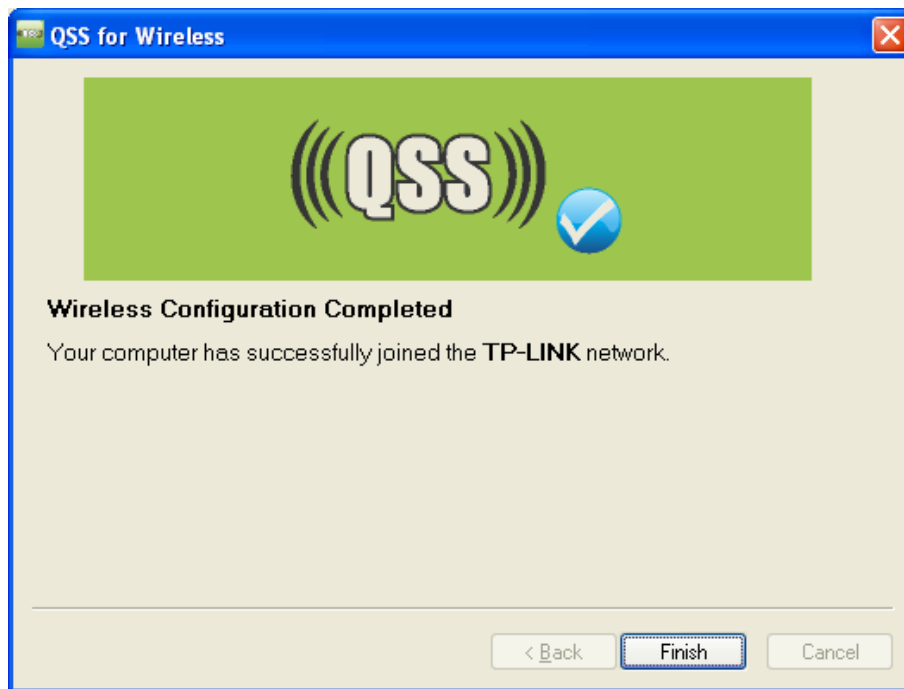 QSS for Wireless
(((QSS)))
Wireless Configuration Completed
Your computer has successfully joined the TP-LINK network.
< Back Finish Cancel